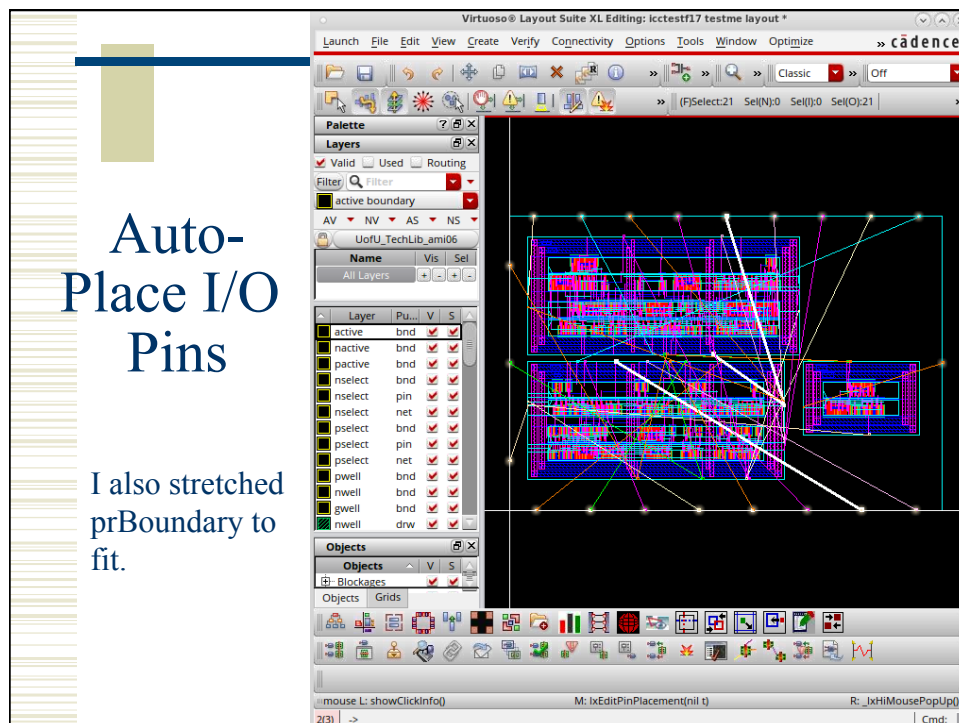 Auto-
Place I/O
Pins
I also stretched
prBoundary to
fit.
Virtuoso® Layout Suite XL Editing: icctestf17 testme layout *
Launch File Edit View Create Verify Connectivity Options Tools Window Optimize » cādence
» » » Classic » Off
» (F)Select:21 Sel(N):0 Sel(I):0 Sel(O):21 »
Palette ?
Layers
Valid Used Routing
Filter Filter
active boundary
AV NV AS NS
UofU_TechLib_ami06
Name Vis Sel
All Layers + - + -
Layer Pu... V S
active bnd
nactive bnd
pactive bnd
nselect bnd
nselect pin
nselect net
pselect bnd
pselect pin
pselect net
pwell bnd
nwell bnd
gwell bnd
nwell drw
Objects
Objects V S
Blockages
Objects Grids
mouse L: showClickInfo() M: lxEditPinPlacement(nil t) R: _lxHiMousePopUp()
2(3) -> Cmd: